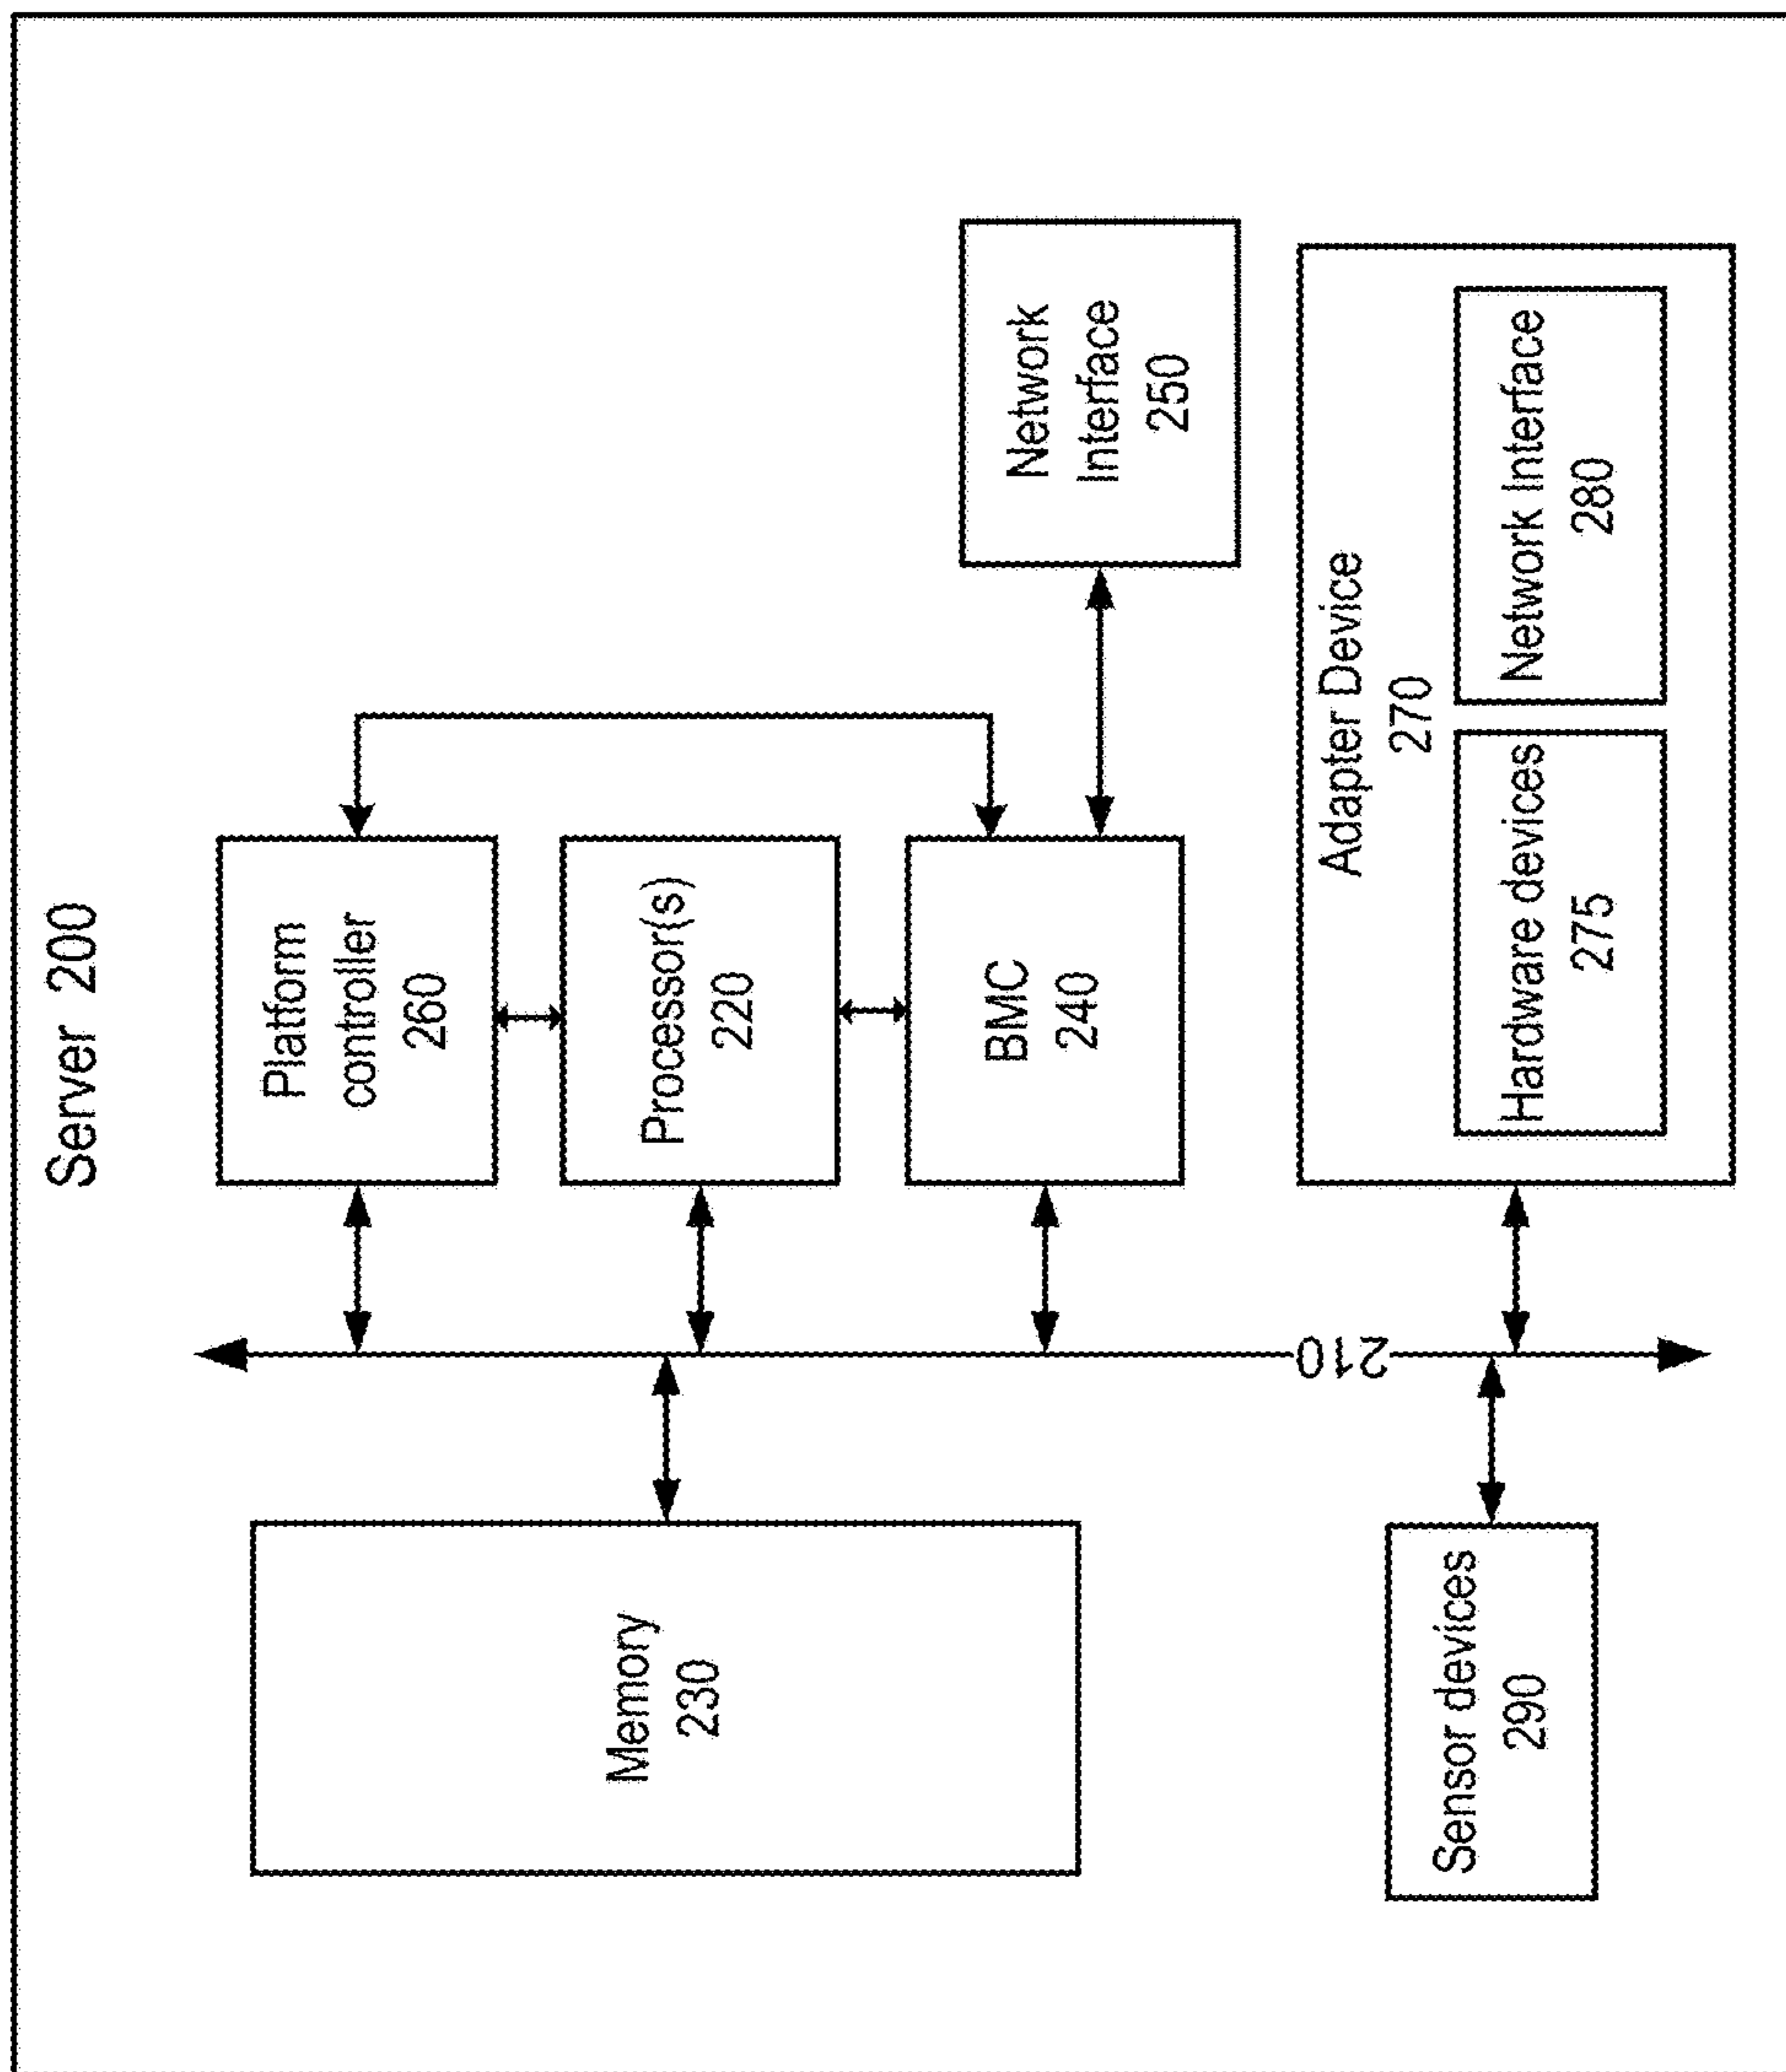 Server 200
Memory
230
Platform
controller
260
Processor(s)
220
BMC
240
Network
Interface
250
210
Sensor devices
290
Adapter Device
270
Hardware devices
275
Network Interface
280